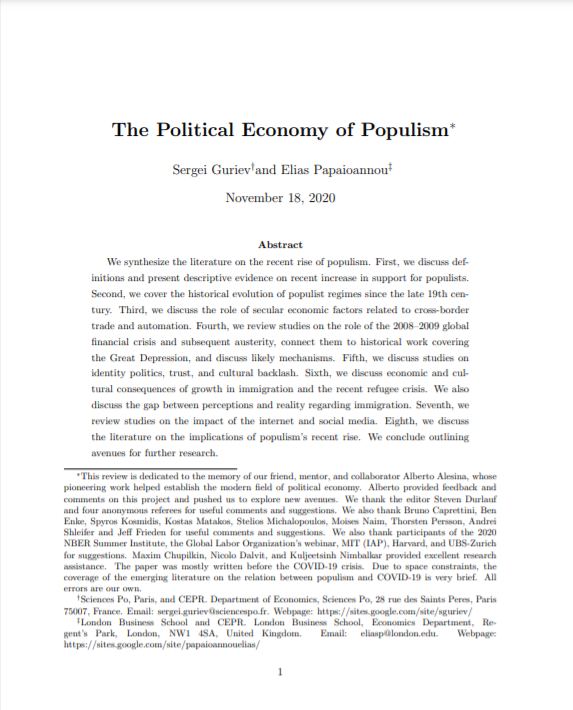 The Political Economy of Populism*
Sergei Guriev†and Elias Papaioannou‡
November 18, 2020
Abstract
We synthesize the literature on the recent rise of populism. First, we discuss def-
initions and present descriptive evidence on recent increase in support for populists.
Second, we cover the historical evolution of populist regimes since the late 19th cen-
tury. Third, we discuss the role of secular economic factors related to cross-border
trade and automation. Fourth, we review studies on the role of the 2008–2009 global
financial crisis and subsequent austerity, connect them to historical work covering
the Great Depression, and discuss likely mechanisms. Fifth, we discuss studies on
identity politics, trust, and cultural backlash. Sixth, we discuss economic and cul-
tural consequences of growth in immigration and the recent refugee crisis. We also
discuss the gap between perceptions and reality regarding immigration. Seventh, we
review studies on the impact of the internet and social media. Eighth, we discuss
the literature on the implications of populism's recent rise. We conclude outlining
avenues for further research.
*This review is dedicated to the memory of our friend, mentor, and collaborator Alberto Alesina, whose
pioneering work helped establish the modern field of political economy. Alberto provided feedback and
comments on this project and pushed us to explore new avenues. We thank the editor Steven Durlauf
and four anonymous referees for useful comments and suggestions. We also thank Bruno Caprettini, Ben
Enke, Spyros Kosmidis, Kostas Matakos, Stelios Michalopoulos, Moises Naim, Thorsten Persson, Andrei
Shleifer and Jeff Frieden for useful comments and suggestions. We also thank participants of the 2020
NBER Summer Institute, the Global Labor Organization's webinar, MIT (IAP), Harvard, and UBS-Zurich
for suggestions. Maxim Chupilkin, Nicolo Dalvit, and Kuljeetsinh Nimbalkar provided excellent research
assistance. The paper was mostly written before the COVID-19 crisis. Due to space constraints, the
coverage of the emerging literature on the relation between populism and COVID-19 is very brief. All
errors are our own.
†Sciences Po, Paris, and CEPR. Department of Economics, Sciences Po, 28 rue des Saints Peres, Paris
75007, France. Email: sergei.guriev@sciencespo.fr. Webpage: https://sites.google.com/site/sguriev/
‡London Business School and CEPR. London Business School, Economics Department, Re-
gent's Park, London, NW1 4SA, United Kingdom. Email: eliasp@london.edu. Webpage:
https://sites.google.com/site/papaioannouelias/
1